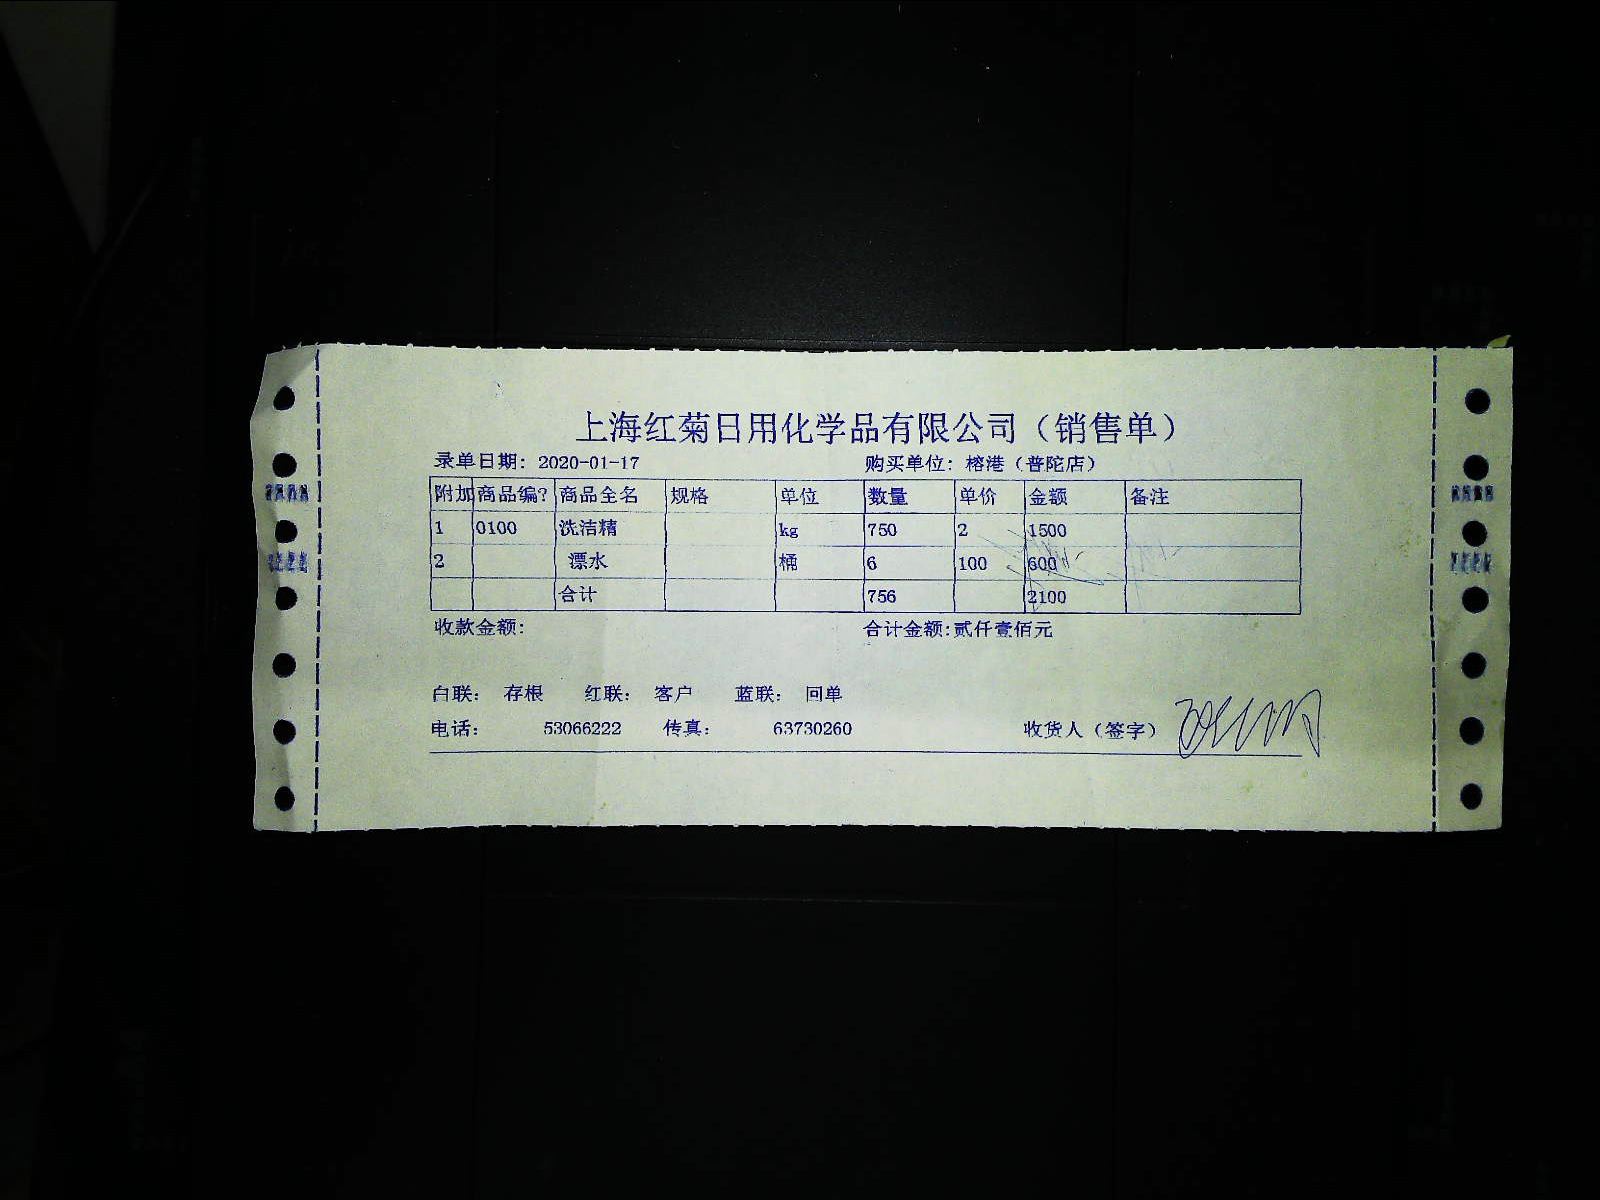 上海红菊日用化学品有限公司（销售单）
录单日期: 2020-01-17 购买单位: 榕港（普陀店）
附加 商品编? 商品全名 规格 单位 数量 单价 金额 备注
1 0100 洗洁精 kg 750 2 1500
2 漂水 桶 6 100 600
合计 756 2100
收款金额: 合计金额:贰仟壹佰元
白联: 存根 红联: 客户 蓝联: 回单
电话: 53066222 传真: 63730260 收货人（签字）